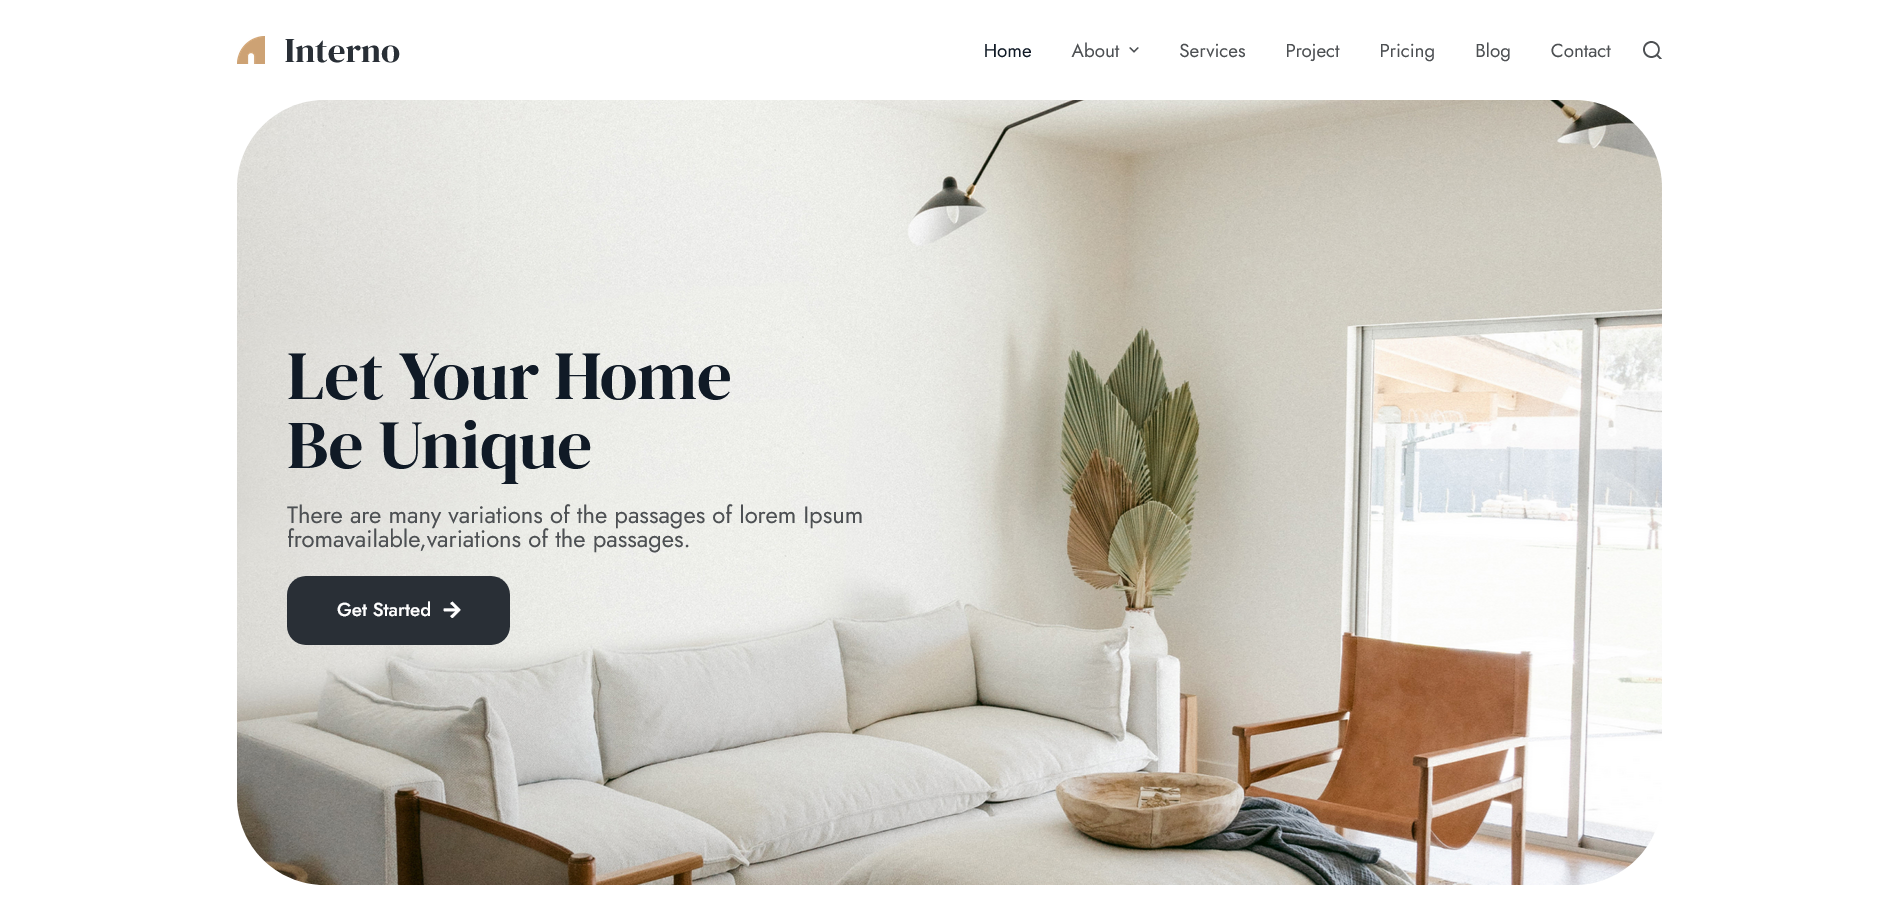 Interno
Home About Services Project Pricing Blog Contact
Let Your Home
Be Unique
There are many variations of the passages of lorem Ipsum
fromavailable,variations of the passages.
Get Started